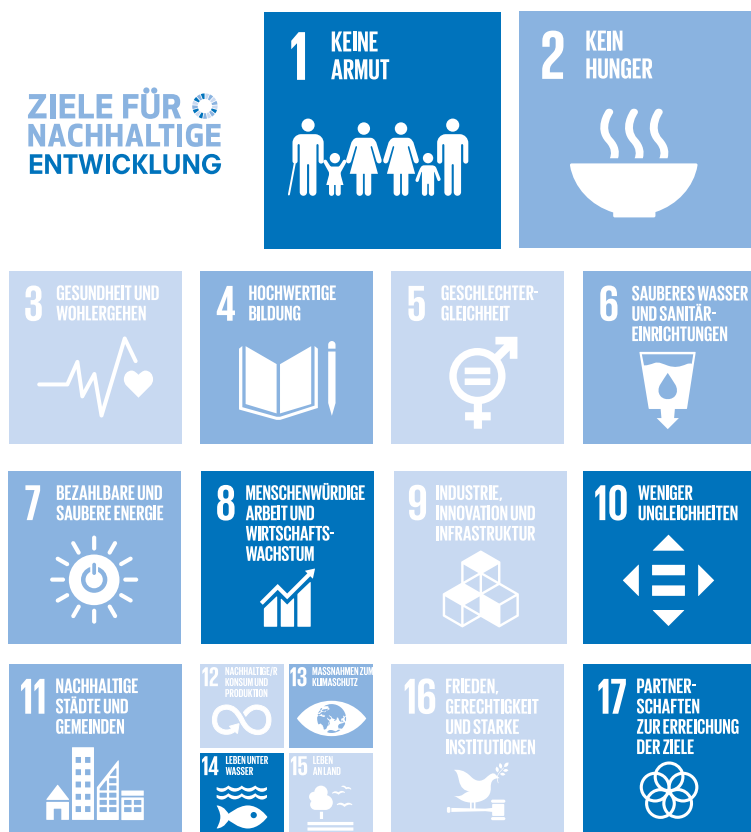 ZIELE FÜR
NACHHALTIGE
ENTWICKLUNG
1 KEINE
ARMUT
2 KEIN
HUNGER
3 GESUNDHEIT UND
WOHLERGEHEN
4 HOCHWERTIGE
BILDUNG
5 GESCHLECHTER-
GLEICHHEIT
6 SAUBERES WASSER
UND SANITÄR-
EINRICHTUNGEN
7 BEZAHLBARE UND
SAUBERE ENERGIE
8 MENSCHENWÜRDIGE
ARBEIT UND
WIRTSCHAFTS-
WACHSTUM
9 INDUSTRIE,
INNOVATION UND
INFRASTRUKTUR
10 WENIGER
UNGLEICHHEITEN
11 NACHHALTIGE
STÄDTE UND
GEMEINDEN
12 NACHHALTIGE/R
KONSUM UND
PRODUKTION
13 MASSNAHMEN ZUM
KLIMASCHUTZ
14 LEBEN UNTER
WASSER
15 LEBEN
AN LAND
16 FRIEDEN,
GERECHTIGKEIT
UND STARKE
INSTITUTIONEN
17 PARTNER-
SCHAFTEN
ZUR ERREICHUNG
DER ZIELE